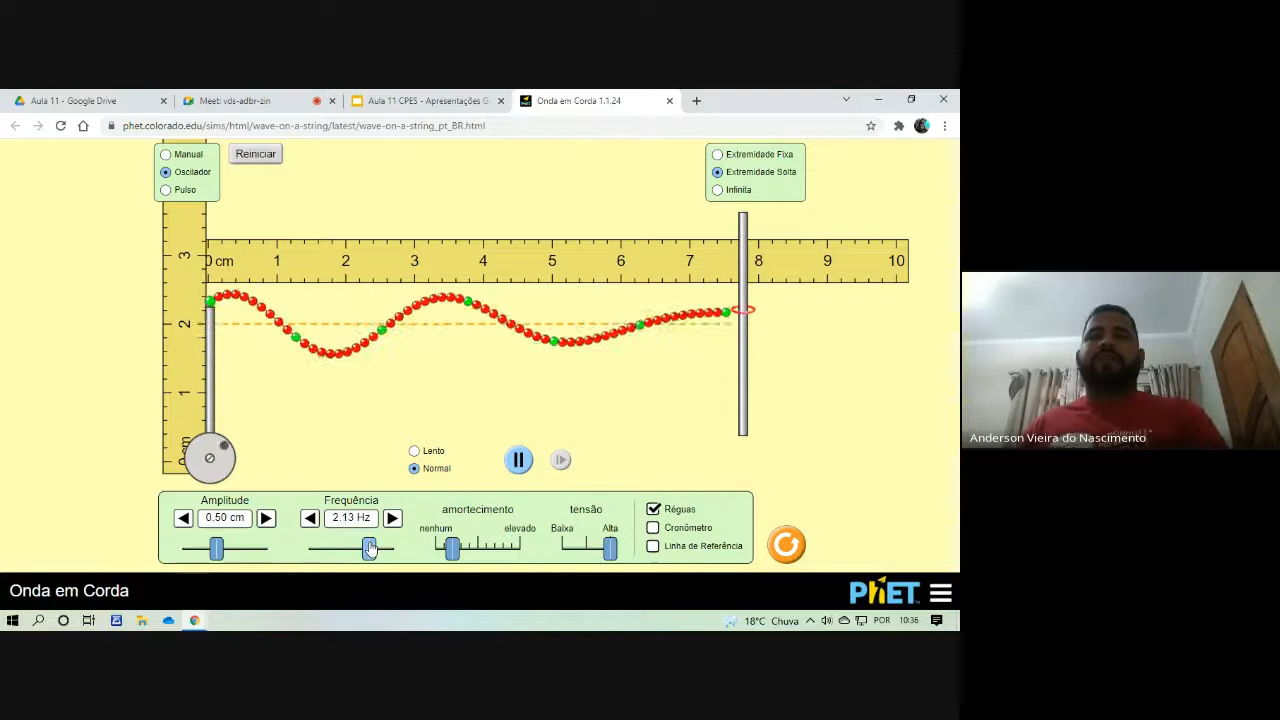 Aula 11 - Google Drive
Meet: vds-adbr-zin
Aula 11 CPES - Apresentações G
Onda em Corda 1.1.24
phet.colorado.edu/sims/html/wave-on-a-string/latest/wave-on-a-string_pt_BR.html
Manual
Oscilador
Pulso
Reiniciar
Extremidade Fixa
Extremidade Solta
Infinita
0 cm 1 2 3 4 5 6 7 8 9 10
3
2
1
0 cm
Lento
Normal
Amplitude
0.50 cm
Frequência
2.13 Hz
amortecimento
nenhum elevado
tensão
Baixa Alta
Réguas
Cronômetro
Linha de Referência
Onda em Corda
PhET
18°C Chuva
POR
10:36
Anderson Vieira do Nascimento